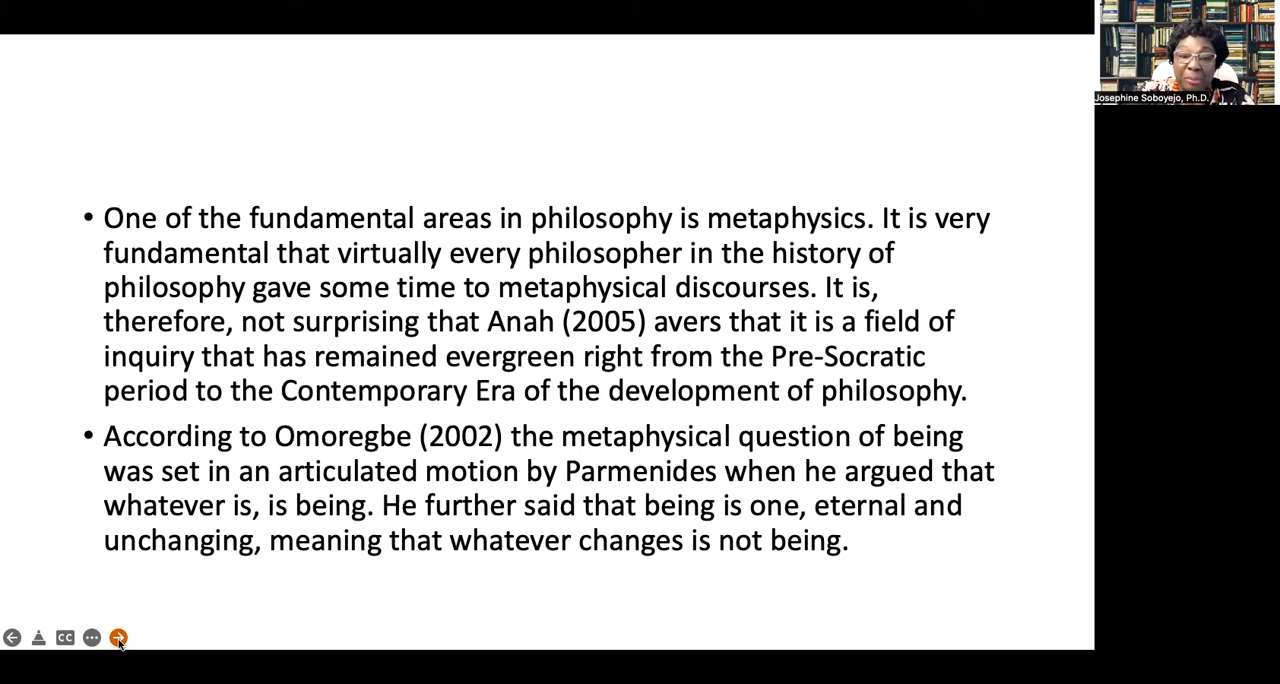 Josephine Soboyejo, Ph.D.
• One of the fundamental areas in philosophy is metaphysics. It is very
fundamental that virtually every philosopher in the history of
philosophy gave some time to metaphysical discourses. It is,
therefore, not surprising that Anah (2005) avers that it is a field of
inquiry that has remained evergreen right from the Pre-Socratic
period to the Contemporary Era of the development of philosophy.
• According to Omoregbe (2002) the metaphysical question of being
was set in an articulated motion by Parmenides when he argued that
whatever is, is being. He further said that being is one, eternal and
unchanging, meaning that whatever changes is not being.
CC